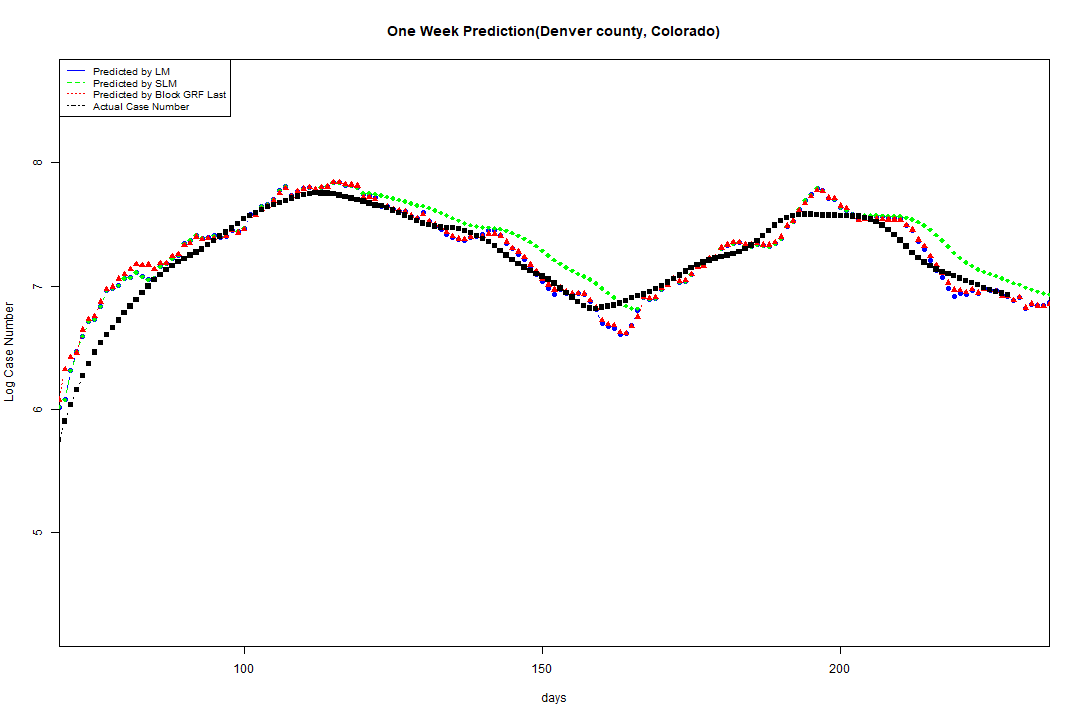 One Week Prediction(Denver county, Colorado)
Predicted by LM
Predicted by SLM
Predicted by Block GRF Last
Actual Case Number
8
7
6
5
Log Case Number
100 150 200
days